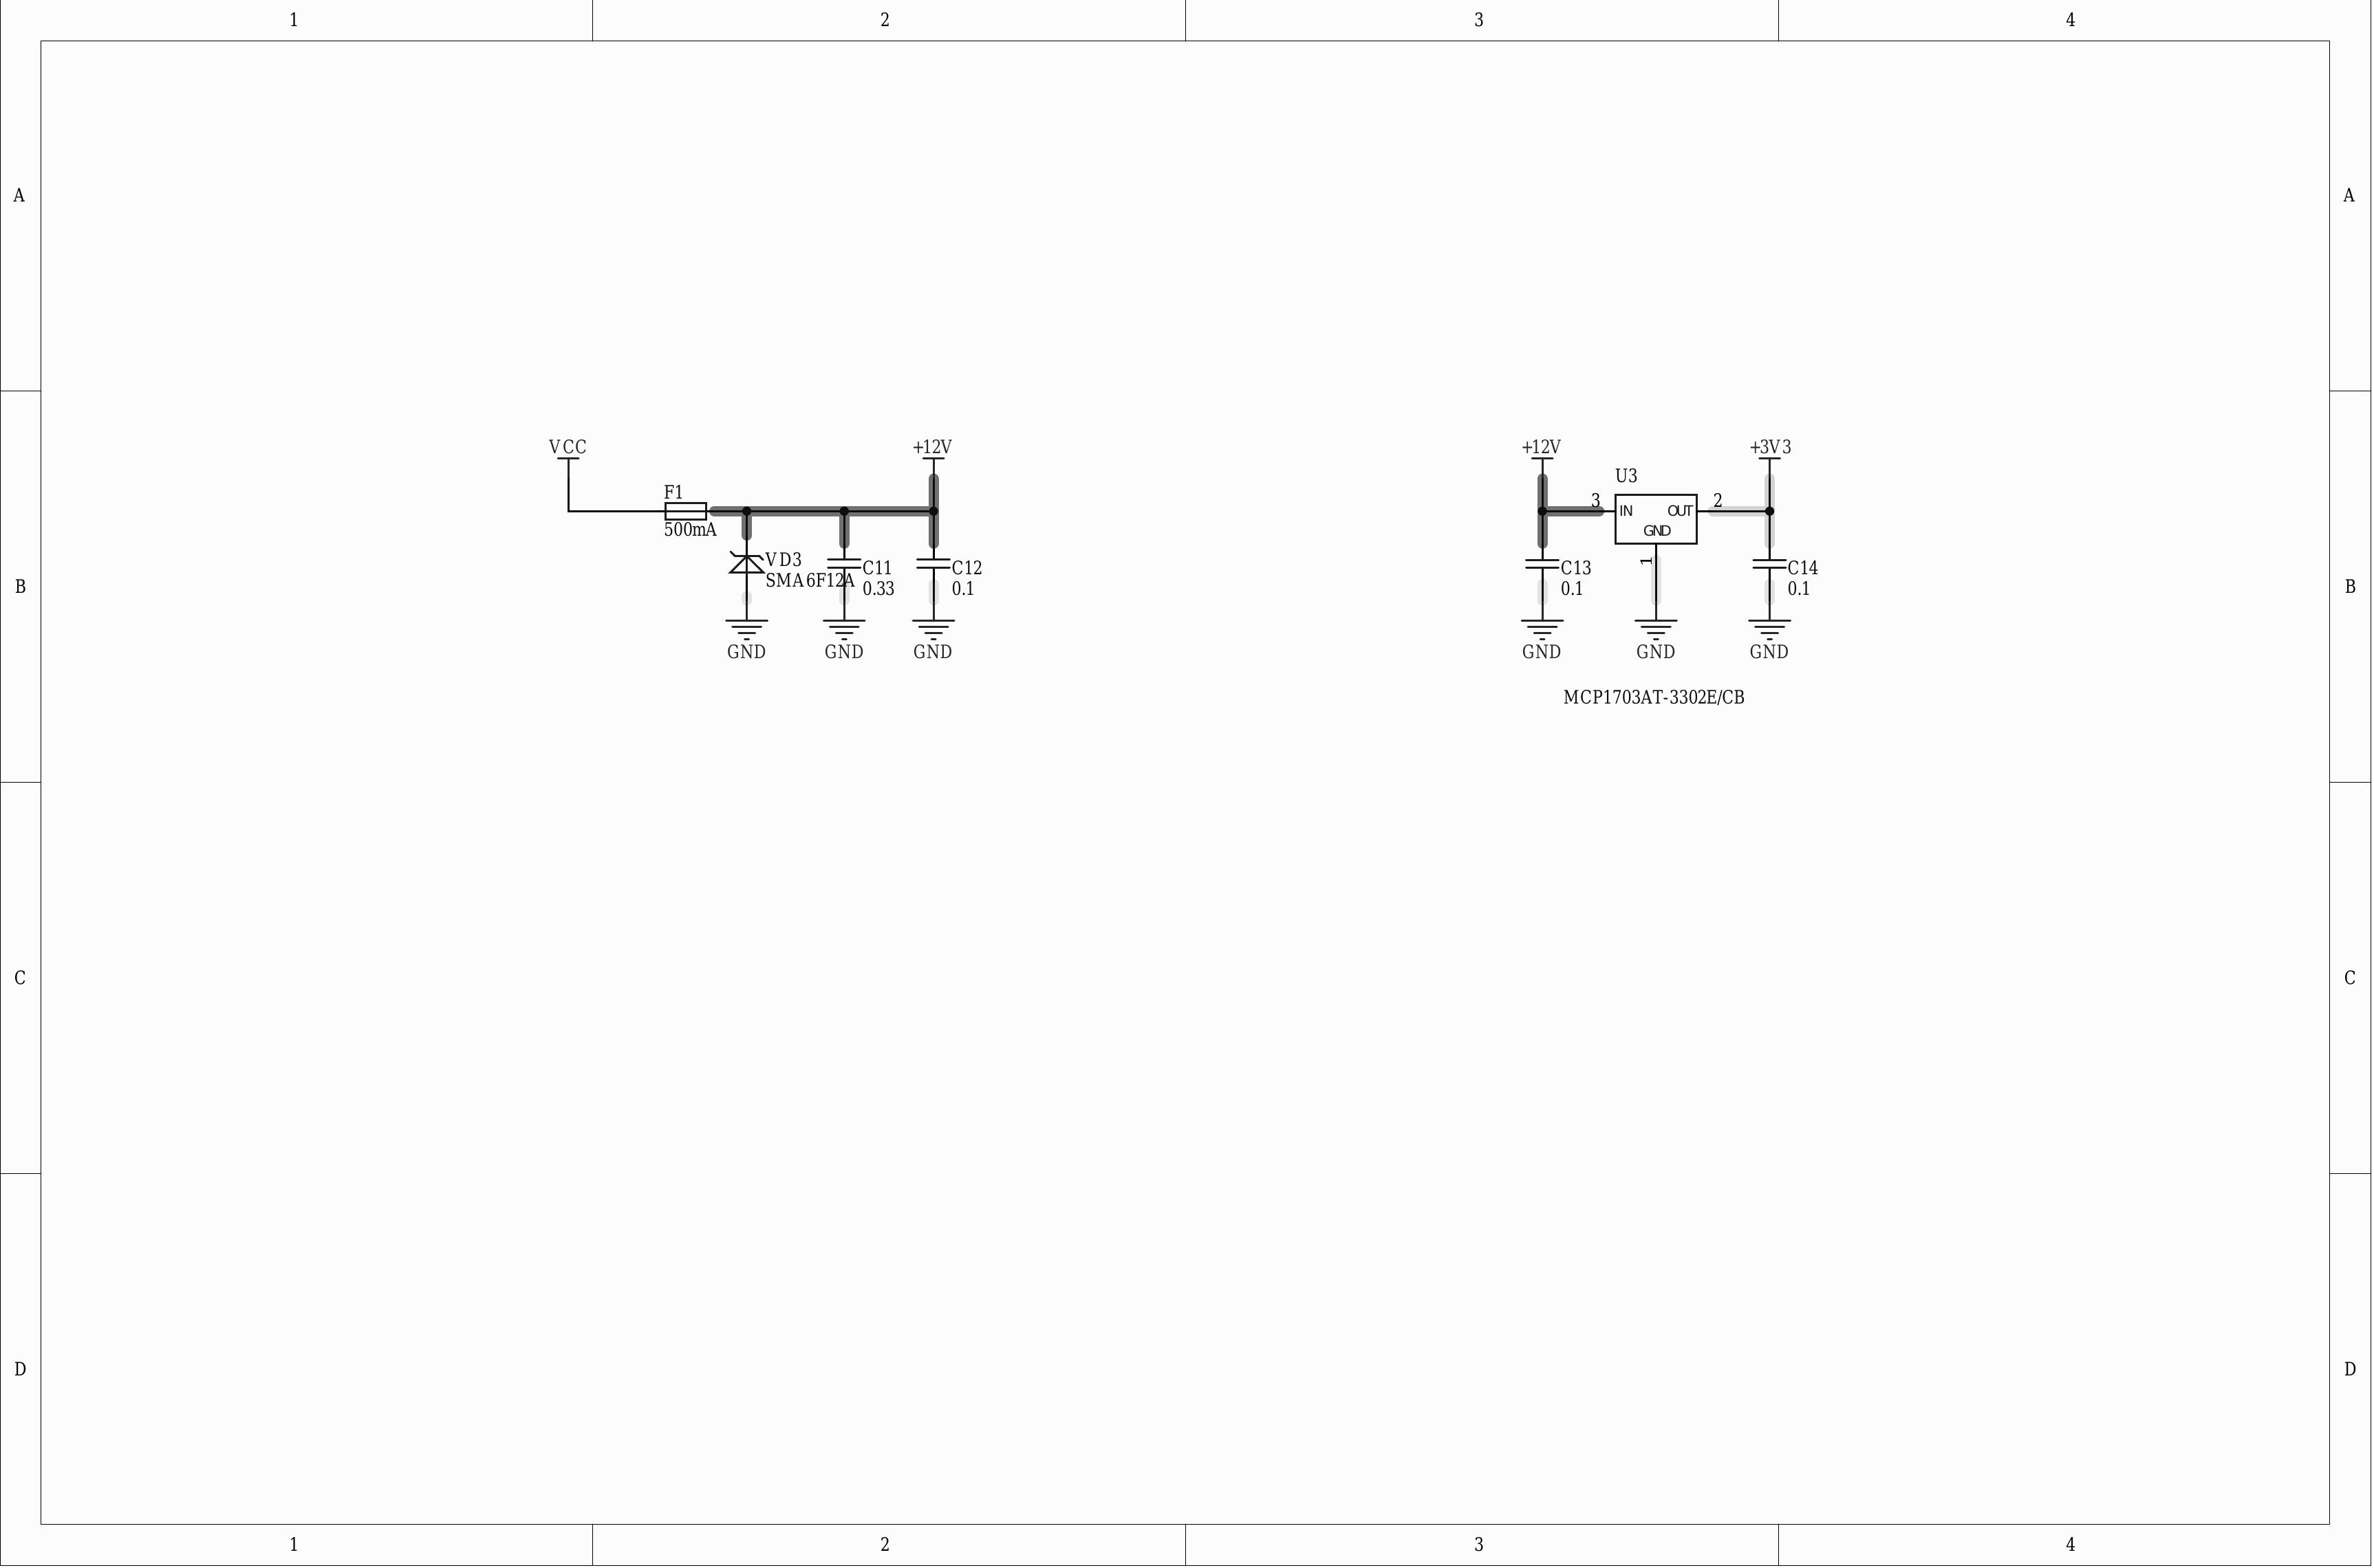 1 2 3 4
A A
VCC +12V +12V +3V3
F1
500mA
U3
3 IN OUT 2
GND
1
VD3
SMA6F12A
C11
0.33
C12
0.1
C13
0.1
C14
0.1
B B
GND GND GND GND GND GND
MCP1703AT-3302E/CB
C C
D D
1 2 3 4